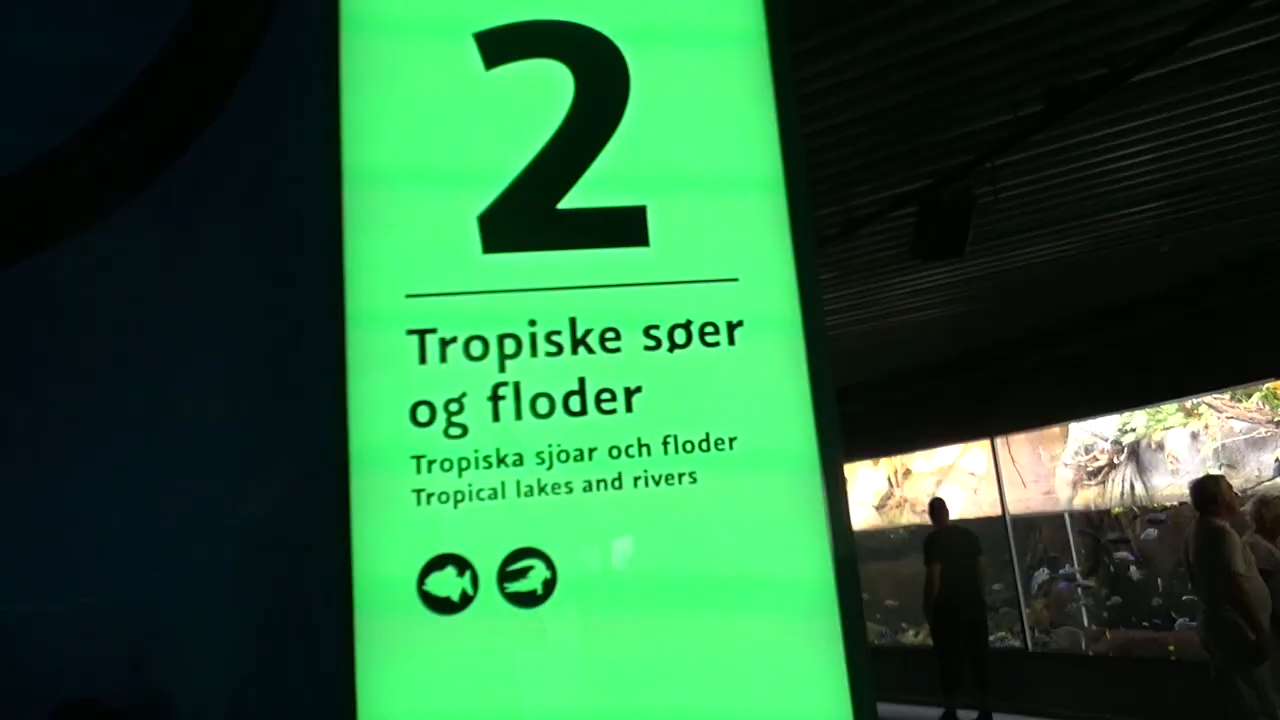 2
Tropiske søer
og floder
Tropiska sjöar och floder
Tropical lakes and rivers